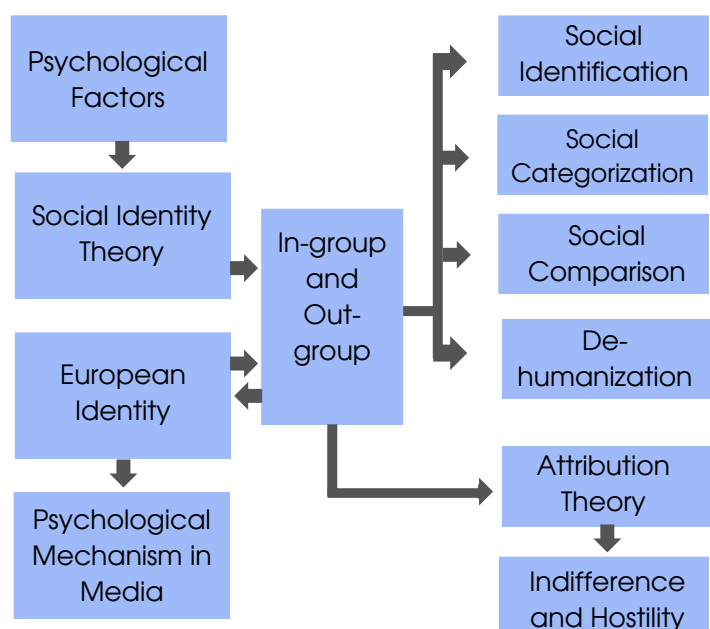 Psychological
Factors
Social Identity
Theory
European
Identity
Psychological
Mechanism in
Media
In-group
and
Out-
group
Social
Identification
Social
Categorization
Social
Comparison
De-
humanization
Attribution
Theory
Indifference
and Hostility